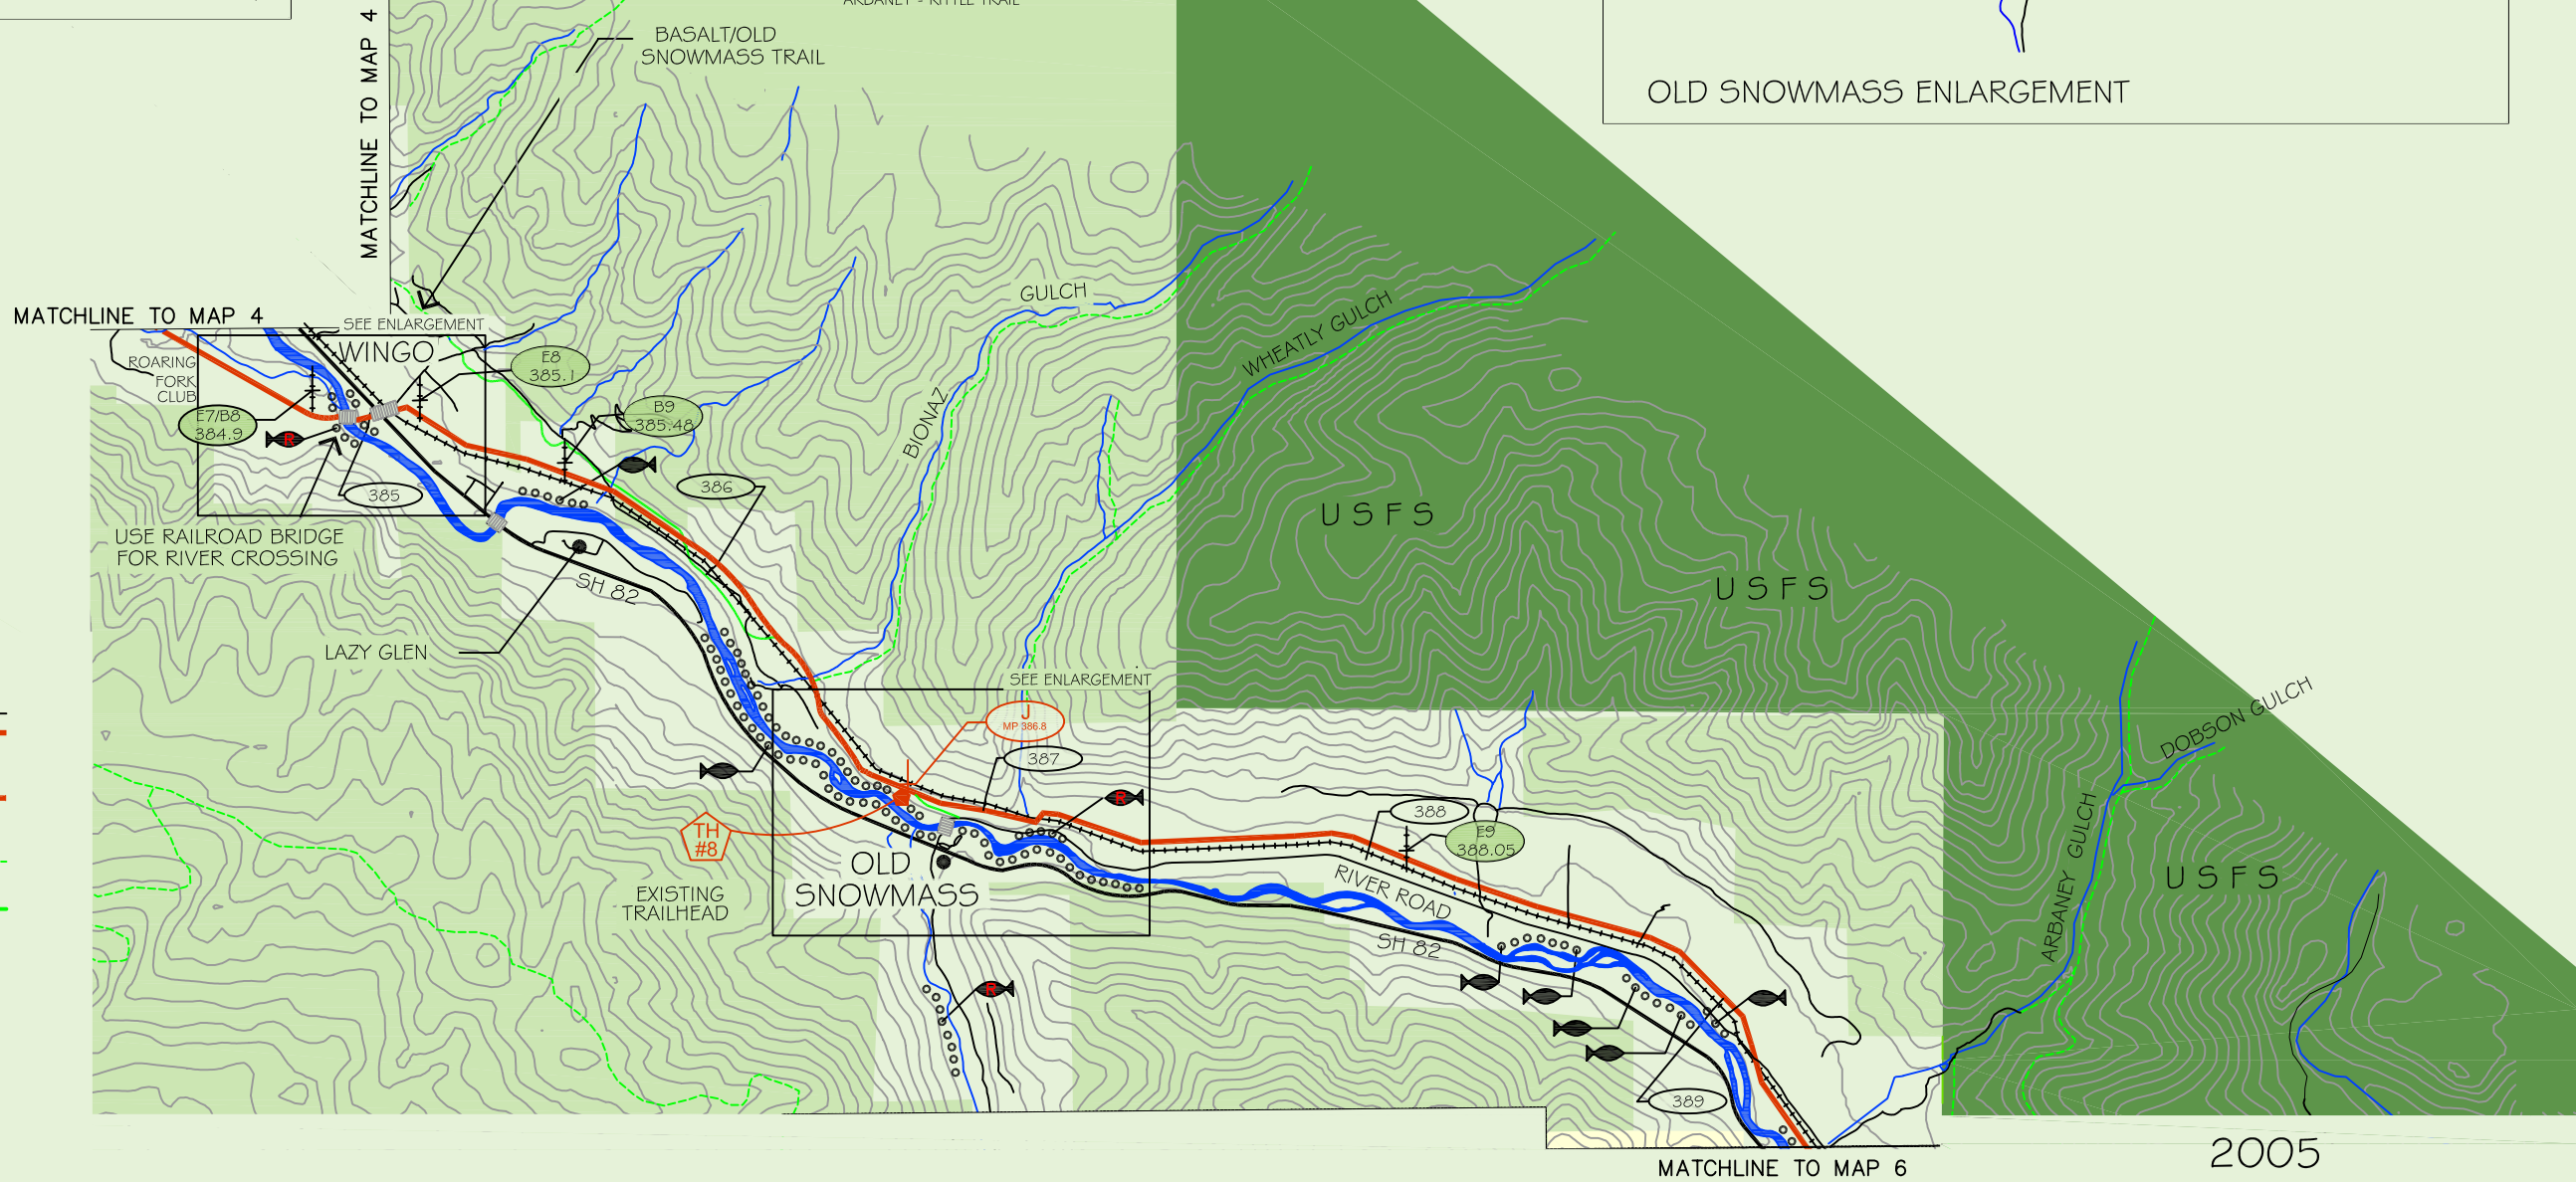 ARBANEY - KITTLE TRAIL
MATCHLINE TO MAP 4
BASALT/OLD
SNOWMASS TRAIL
OLD SNOWMASS ENLARGEMENT
MATCHLINE TO MAP 4
SEE ENLARGEMENT
WINGO
ROARING
FORK
CLUB
E8
385.1
E7/B8
384.9
R
B9
385.48
385
386
USE RAILROAD BRIDGE
FOR RIVER CROSSING
SH 82
LAZY GLEN
BIONAZ
GULCH
WHEATLY GULCH
USFS
USFS
SEE ENLARGEMENT
J
MP 386.8
387
R
TH
#8
EXISTING
TRAILHEAD
OLD
SNOWMASS
R
388
E9
388.05
RIVER ROAD
SH 82
389
ARBANEY GULCH
DOBSON GULCH
USFS
MATCHLINE TO MAP 6
2005